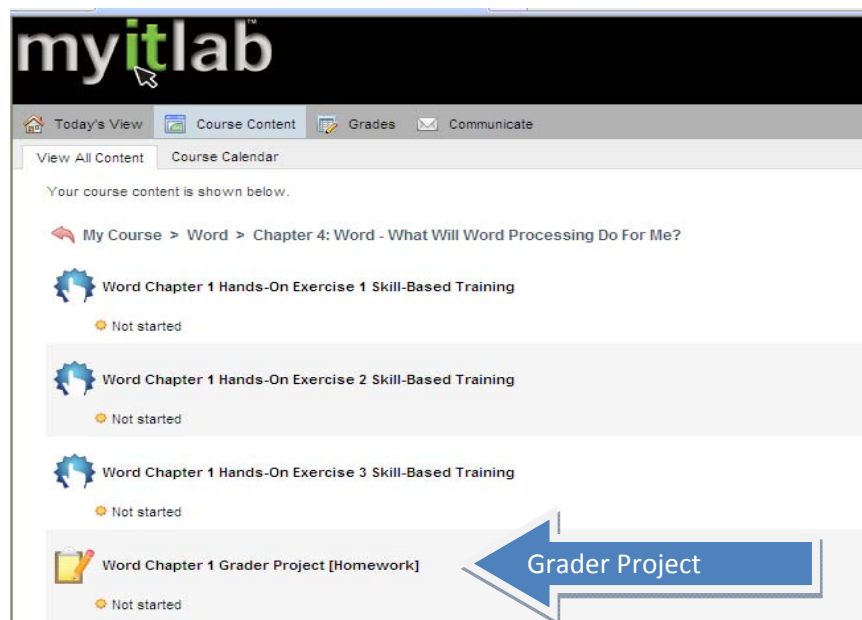 myitlab™
Today's View Course Content Grades Communicate
View All Content Course Calendar
Your course content is shown below.
My Course > Word > Chapter 4: Word - What Will Word Processing Do For Me?
Word Chapter 1 Hands-On Exercise 1 Skill-Based Training
Not started
Word Chapter 1 Hands-On Exercise 2 Skill-Based Training
Not started
Word Chapter 1 Hands-On Exercise 3 Skill-Based Training
Not started
Word Chapter 1 Grader Project [Homework] Grader Project
Not started